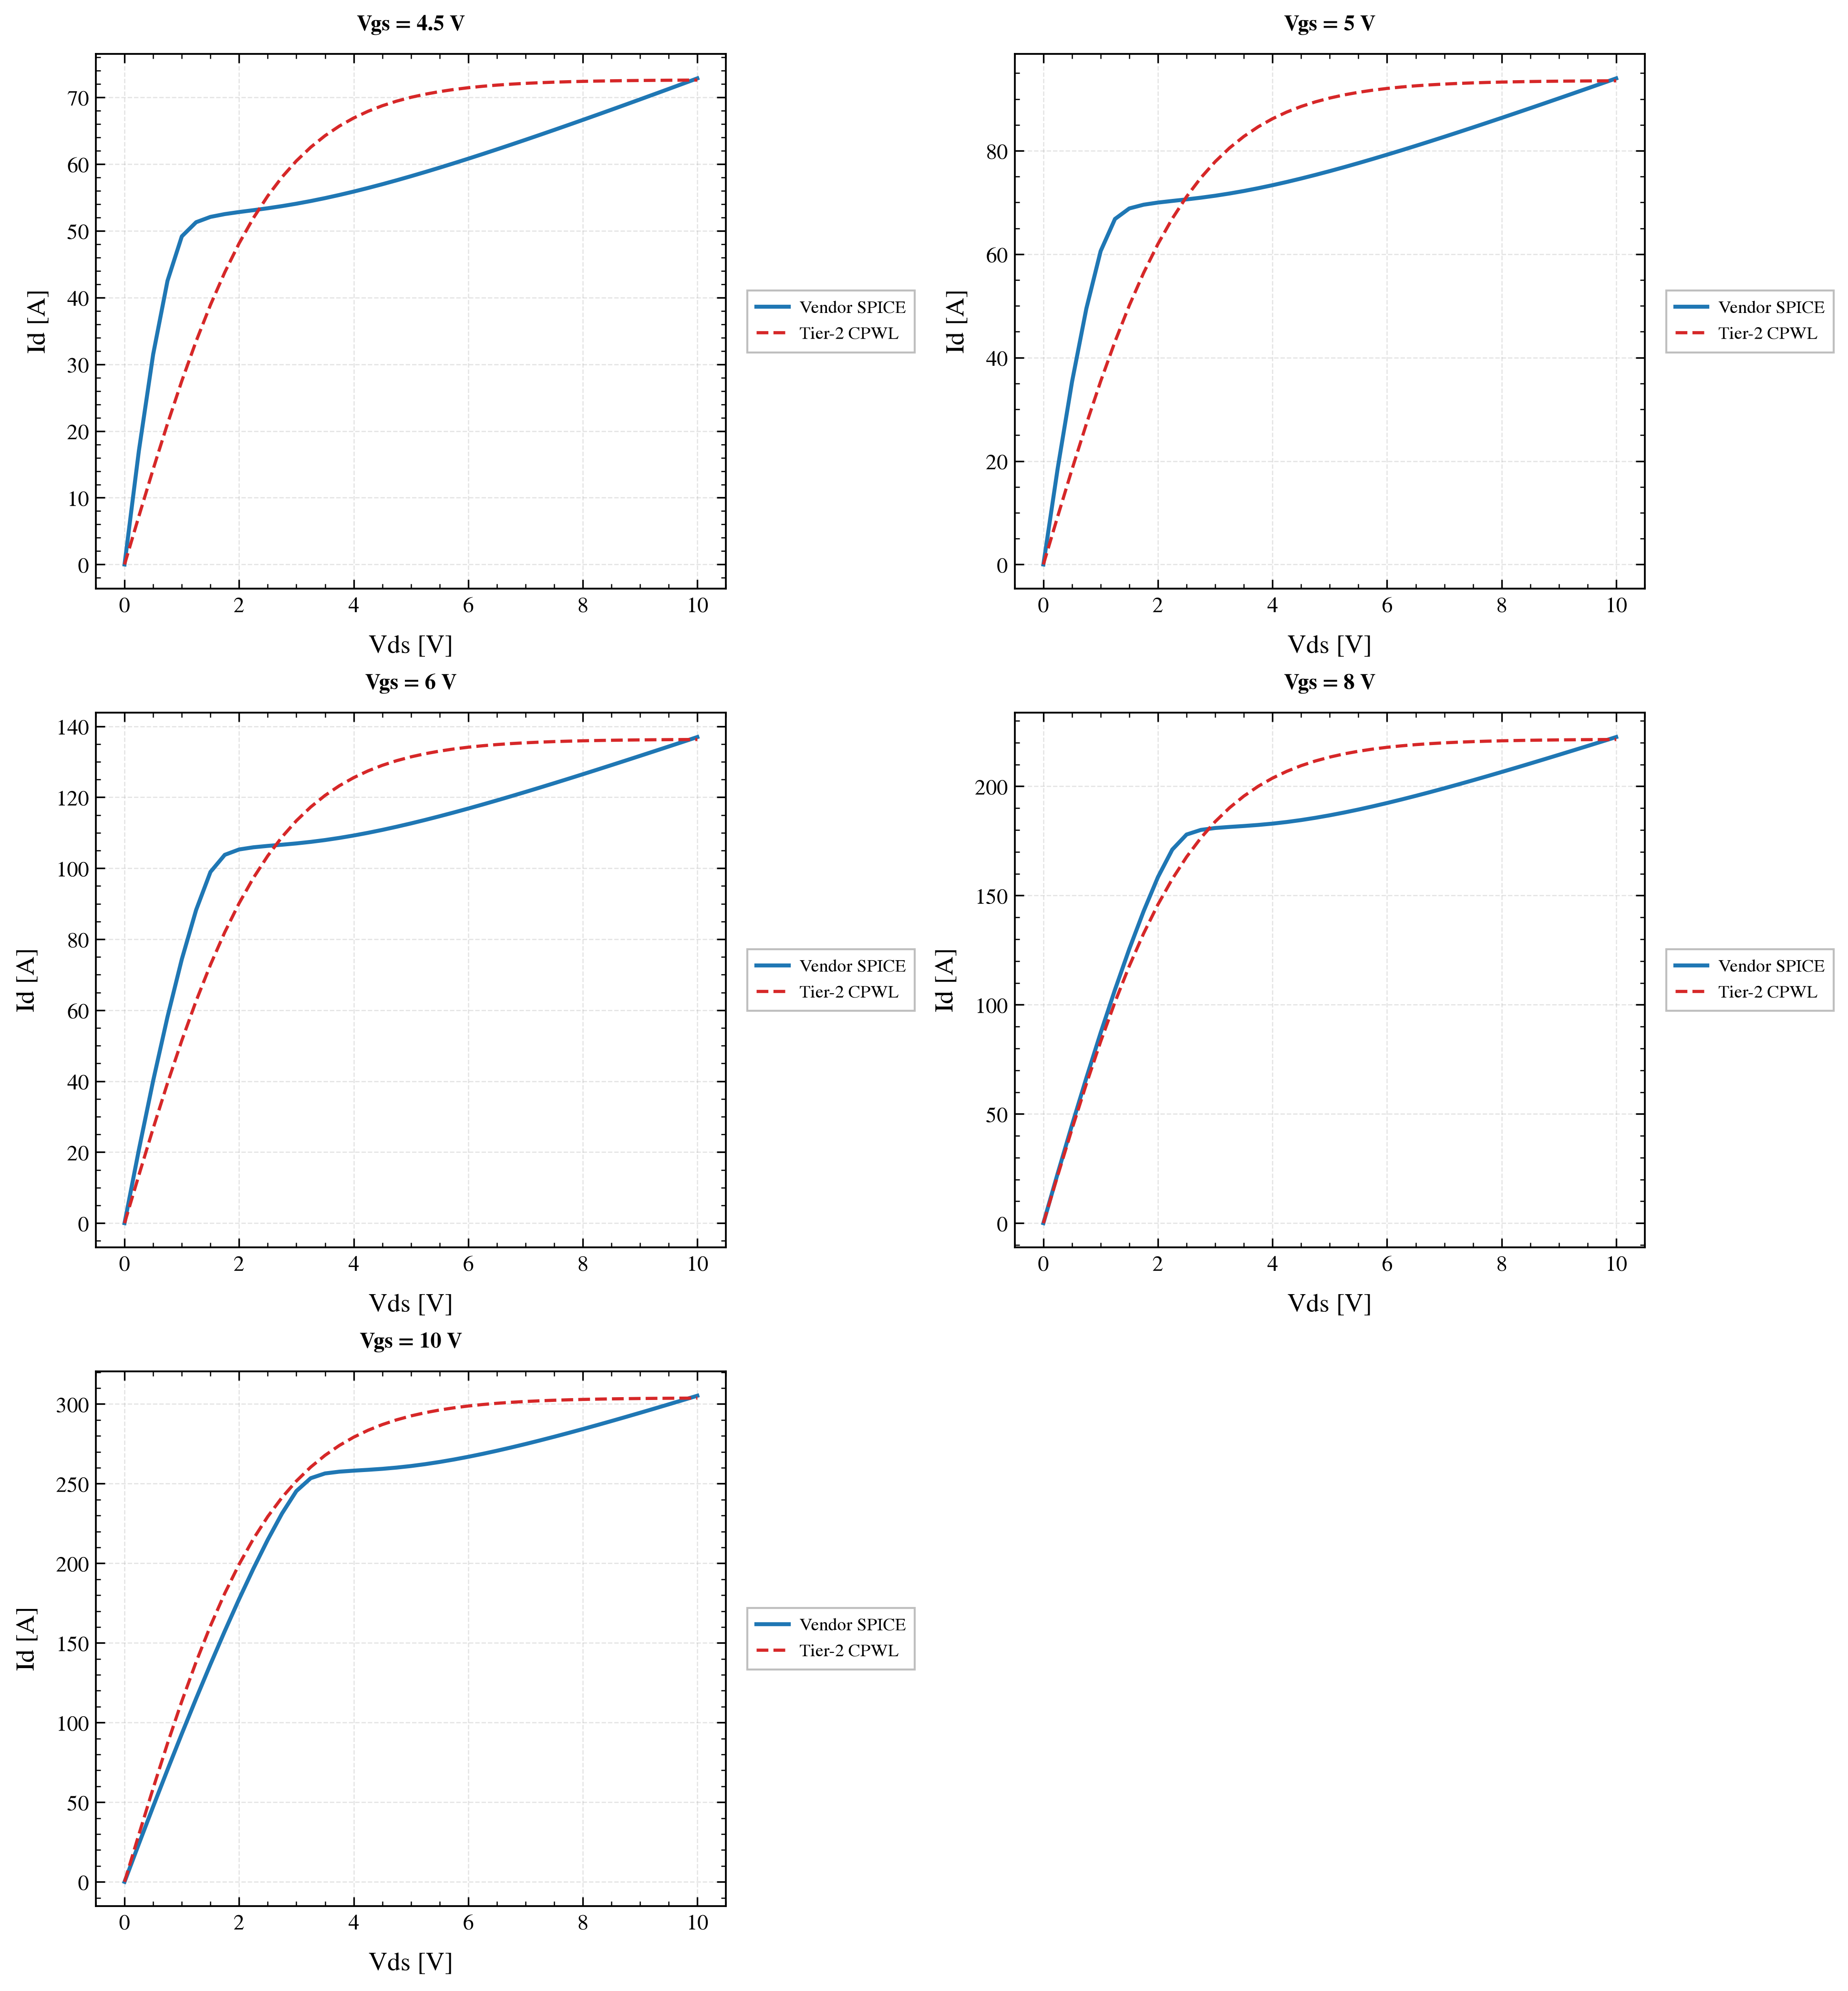 Vgs = 4.5 V
70
60
50
40
30
20
10
0
Id [A]
0 2 4 6 8 10
Vds [V]
Vendor SPICE
Tier-2 CPWL
Vgs = 5 V
80
60
40
20
0
Id [A]
0 2 4 6 8 10
Vds [V]
Vendor SPICE
Tier-2 CPWL
Vgs = 6 V
140
120
100
80
60
40
20
0
Id [A]
0 2 4 6 8 10
Vds [V]
Vendor SPICE
Tier-2 CPWL
Vgs = 8 V
200
150
100
50
0
Id [A]
0 2 4 6 8 10
Vds [V]
Vendor SPICE
Tier-2 CPWL
Vgs = 10 V
300
250
200
150
100
50
0
Id [A]
0 2 4 6 8 10
Vds [V]
Vendor SPICE
Tier-2 CPWL